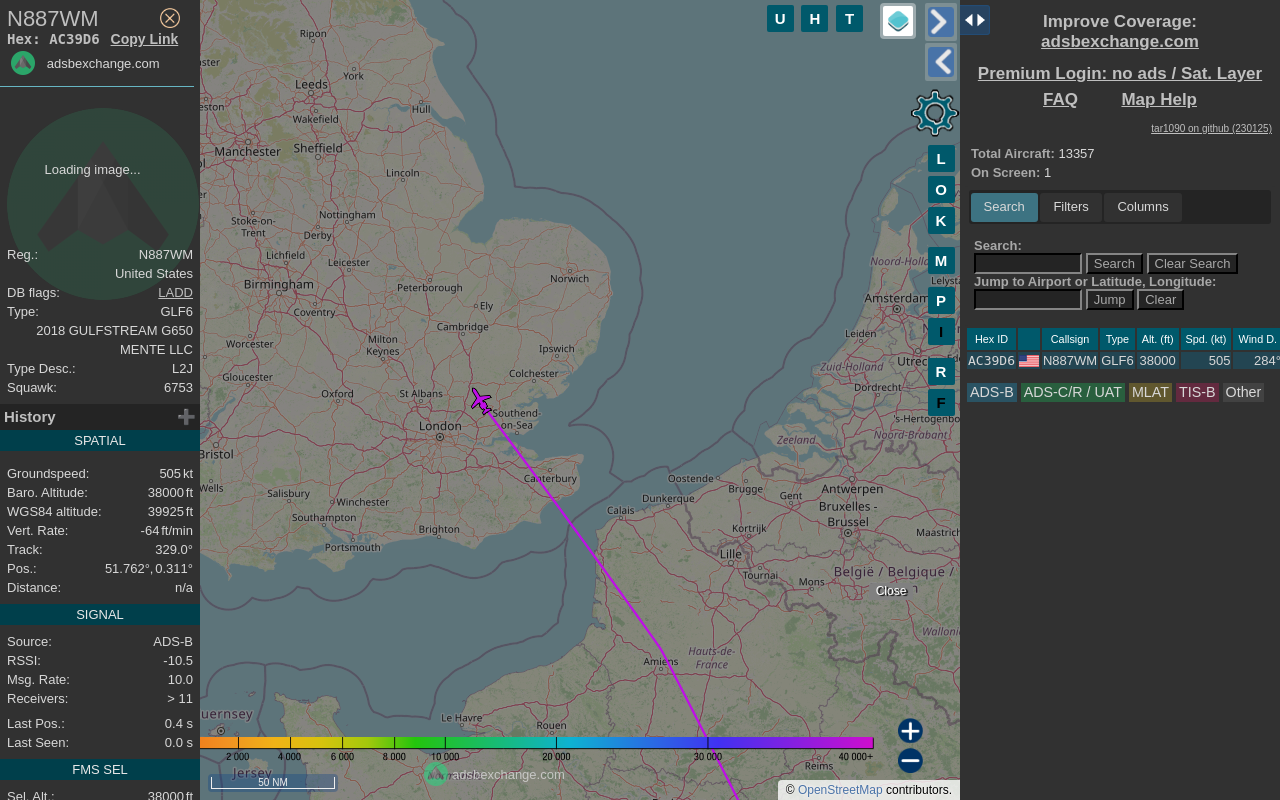 N887WM
Hex: AC39D6 Copy Link
adsbexchange.com
Loading image...
Reg.: N887WM
United States
DB flags: LADD
Type: GLF6
2018 GULFSTREAM G650
MENTE LLC
Type Desc.: L2J
Squawk: 6753
History
SPATIAL
Groundspeed: 505 kt
Baro. Altitude: 38000 ft
WGS84 altitude: 39925 ft
Vert. Rate: -64 ft/min
Track: 329.0°
Pos.: 51.762°, 0.311°
Distance: n/a
SIGNAL
Source: ADS-B
RSSI: -10.5
Msg. Rate: 10.0
Receivers: > 11
Last Pos.: 0.4 s
Last Seen: 0.0 s
FMS SEL
Sel. Alt.: 38000 ft
U H T
L
O
K
M
P
I
R
F
Ripon
York
Leeds
Hull
Wakefield
Manchester
Sheffield
Lincoln
Stoke-on-
Trent
Nottingham
Derby
Lichfield
Leicester
Norwich
Birmingham
Peterborough
Ely
Coventry
Cambridge
Worcester
Milton
Keynes
Ipswich
Gloucester
Colchester
Oxford
St Albans
Southend-
on-Sea
London
Bristol
Wells
Canterbury
Salisbury
Winchester
Southampton
Brighton
Portsmouth
Noord-Holla
Lelyst
Amsterdam
Leiden
Utrec
Zuid-Holland
Dordrecht
's-Hertogenbo
Noord-Brabant
Zeeland
Oostende
Brugge
Gent
Antwerpen
Dunkerque
Calais
Bruxelles -
Brussel
Kortrijk
Maastrich
Lille
Tournai
Mons
België / Belgique /
Close
Wallonie
Hauts-de-
France
Amiens
Le Havre
Rouen
Reims
uernsey
Jersey
2 000 4 000 6 000 8 000 10 000 20 000 30 000 40 000+
adsbexchange.com
50 NM
© OpenStreetMap contributors.
Improve Coverage:
adsbexchange.com
Premium Login: no ads / Sat. Layer
FAQ Map Help
tar1090 on github (230125)
Total Aircraft: 13357
On Screen: 1
Search Filters Columns
Search:
Search Clear Search
Jump to Airport or Latitude, Longitude:
Jump Clear
Hex ID Callsign Type Alt. (ft) Spd. (kt) Wind D.
AC39D6 N887WM GLF6 38000 505 284°
ADS-B ADS-C/R / UAT MLAT TIS-B Other